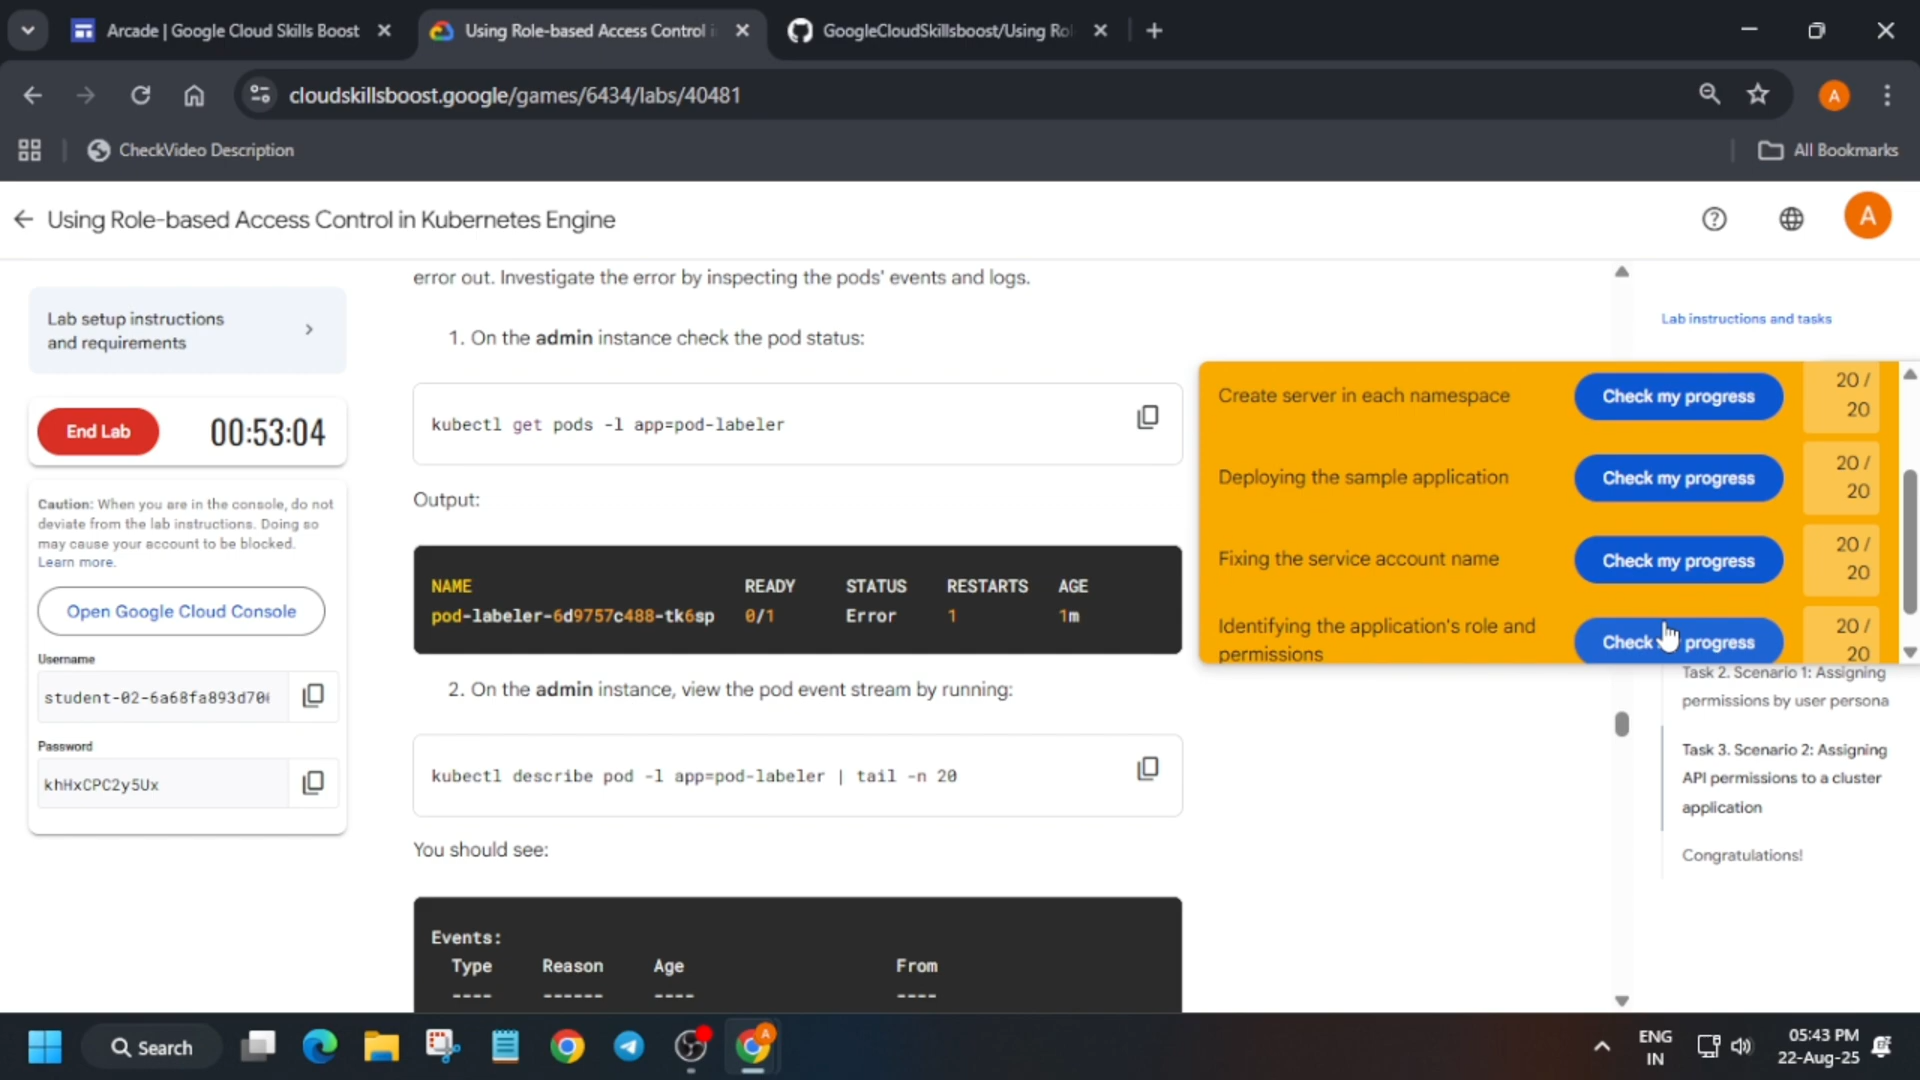 Arcade | Google Cloud Skills Boost
Using Role-based Access Control i
GoogleCloudSkillsboost/Using Rol
cloudskillsboost.google/games/6434/labs/40481
A
CheckVideo Description
All Bookmarks
Using Role-based Access Control in Kubernetes Engine
A
Lab setup instructions
and requirements
End Lab
00:53:04
Caution: When you are in the console, do not
deviate from the lab instructions. Doing so
may cause your account to be blocked.
Learn more.
Open Google Cloud Console
Username
student-02-6a68fa893d70
Password
khHxCPC2y5Ux
error out. Investigate the error by inspecting the pods' events and logs.
1. On the admin instance check the pod status:
kubectl get pods -l app=pod-labeler
Output:
NAME READY STATUS RESTARTS AGE
pod-labeler-6d9757c488-tk6sp 0/1 Error 1 1m
2. On the admin instance, view the pod event stream by running:
kubectl describe pod -l app=pod-labeler | tail -n 20
You should see:
Events:
Type Reason Age From
---- ------ ---- ----
Lab instructions and tasks
Create server in each namespace
Check my progress
20 /
20
Deploying the sample application
Check my progress
20 /
20
Fixing the service account name
Check my progress
20 /
20
Identifying the application's role and
permissions
Check my progress
20 /
20
Task 2. Scenario 1: Assigning
permissions by user persona
Task 3. Scenario 2: Assigning
API permissions to a cluster
application
Congratulations!
Search
A
ENG
IN
05:43 PM
22-Aug-25